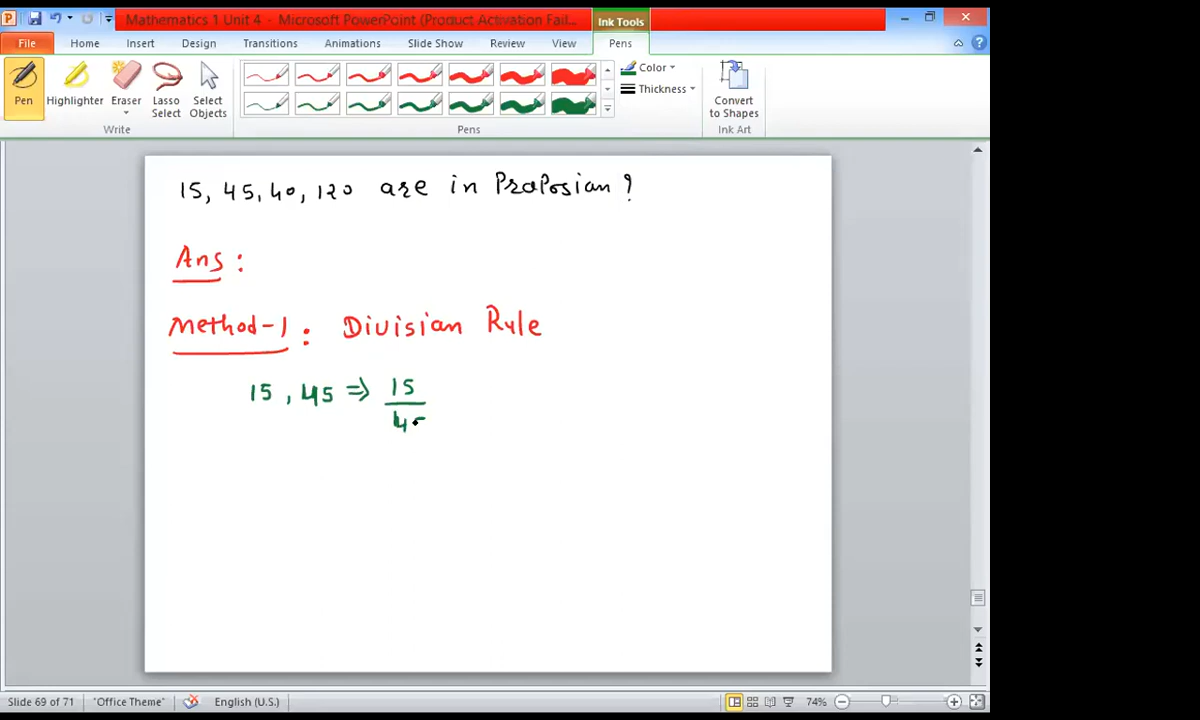 Mathematics 1 Unit 4 - Microsoft PowerPoint (Product Activation Fail...
Ink Tools
File Home Insert Design Transitions Animations Slide Show Review View Pens
Pen Highlighter Eraser Lasso Select Select Objects
Color
Thickness
Convert to Shapes
Write Pens Ink Art
15, 45, 40, 120 are in Praposian ?
Ans :
Method-1 : Divisian Rule
15 , 45 ⇒ 15
45
Slide 69 of 71 "Office Theme" English (U.S.) 74%